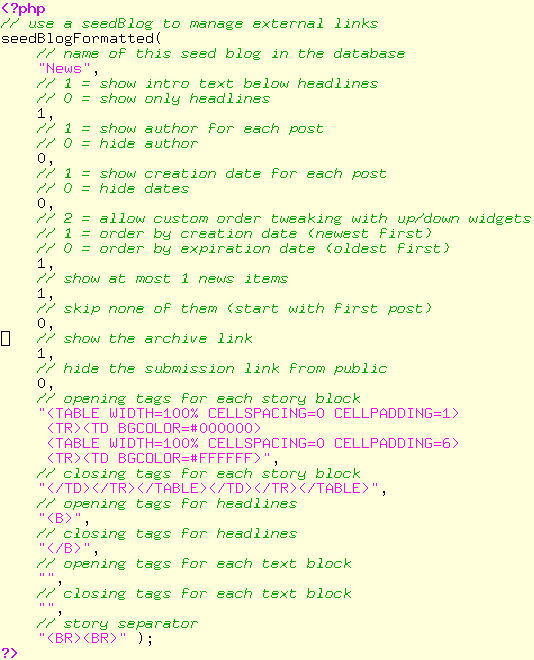 <?php
// use a seedBlog to manage external links
seedBlogFormatted(
// name of this seed blog in the database
"News",
// 1 = show intro text below headlines
// 0 = show only headlines
1,
// 1 = show author for each post
// 0 = hide author
0,
// 1 = show creation date for each post
// 0 = hide dates
0,
// 2 = allow custom order tweaking with up/down widgets
// 1 = order by creation date (newest first)
// 0 = order by expiration date (oldest first)
1,
// show at most 1 news items
1,
// skip none of them (start with first post)
0,
// show the archive link
1,
// hide the submission link from public
0,
// opening tags for each story block
"<TABLE WIDTH=100% CELLSPACING=0 CELLPADDING=1>
<TR><TD BGCOLOR=#000000>
<TABLE WIDTH=100% CELLSPACING=0 CELLPADDING=6>
<TR><TD BGCOLOR=#FFFFFF>",
// closing tags for each story block
"</TD></TR></TABLE></TD></TR></TABLE>",
// opening tags for headlines
"<B>",
// closing tags for headlines
"</B>",
// opening tags for each text block
"",
// closing tags for each text block
"",
// story separator
"<BR><BR>" );
?>